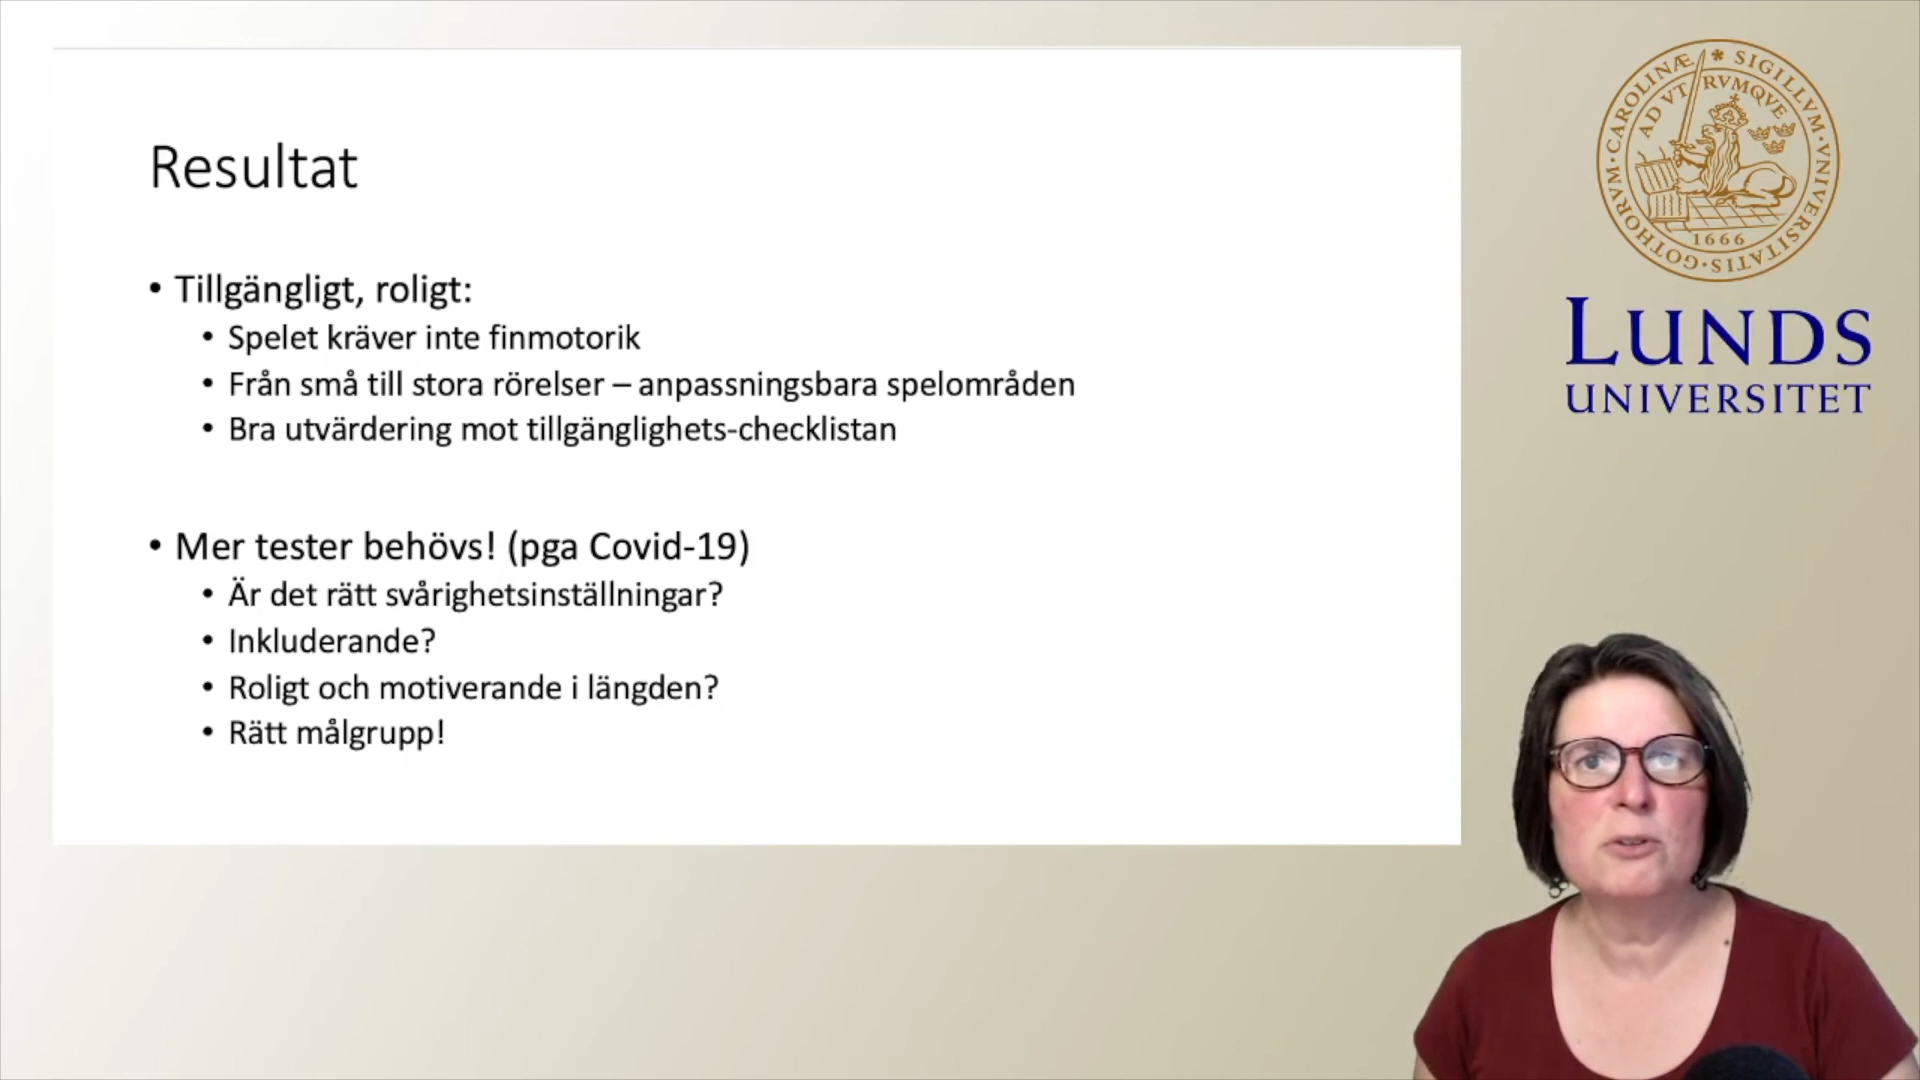 Resultat
• Tillgängligt, roligt:
• Spelet kräver inte finmotorik
• Från små till stora rörelser – anpassningsbara spelområden
• Bra utvärdering mot tillgänglighets-checklistan
• Mer tester behövs! (pga Covid-19)
• Är det rätt svårighetsinställningar?
• Inkluderande?
• Roligt och motiverande i längden?
• Rätt målgrupp!
SIGILLVM·VNIVERSITATIS·GOTHORVM·CAROLINÆ
AD VTRVMQVE
1666
LUNDS
UNIVERSITET